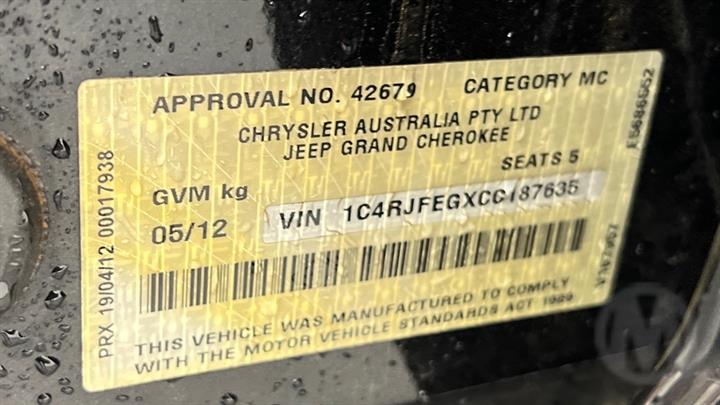 APPROVAL NO. 42679 CATEGORY MC
CHRYSLER AUSTRALIA PTY LTD
JEEP GRAND CHEROKEE
SEATS 5
GVM kg
05/12 VIN 1C4RJFEGXCC187635
THIS VEHICLE WAS MANUFACTURED TO COMPLY
WITH THE MOTOR VEHICLE STANDARDS ACT 1989
PRX 19/04/12 00017938